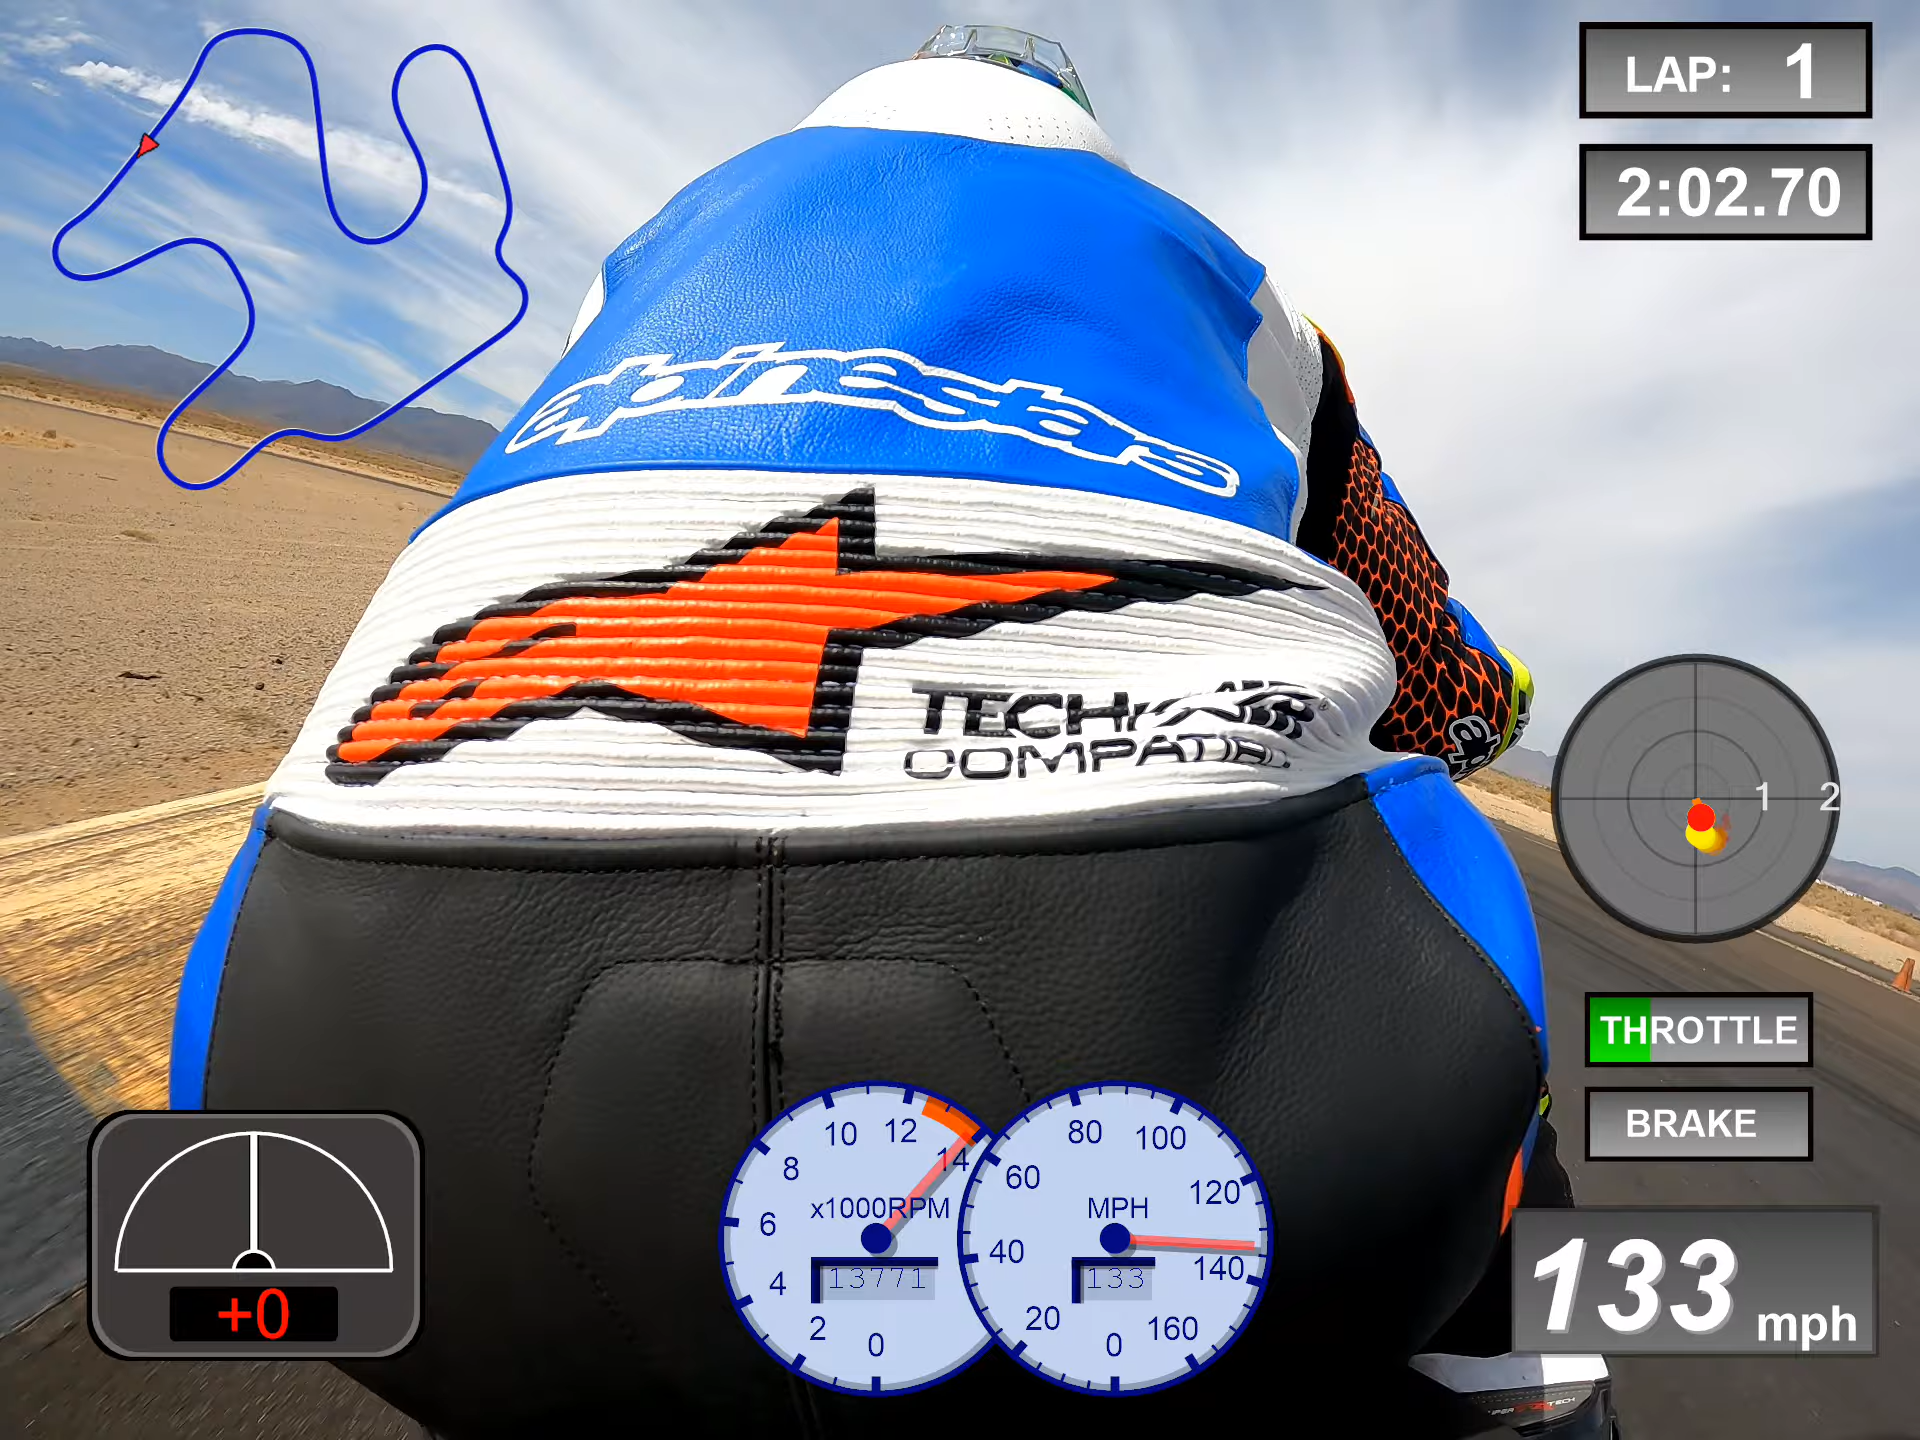 LAP: 1
2:02.70
alpinestars
TECH-AIR
COMPATIBL
1 2
THROTTLE
BRAKE
10 12
8 14
6
4
2 0
x1000RPM
13771
80 100
60 120
40 140
20 160
0
MPH
133
+0
133 mph